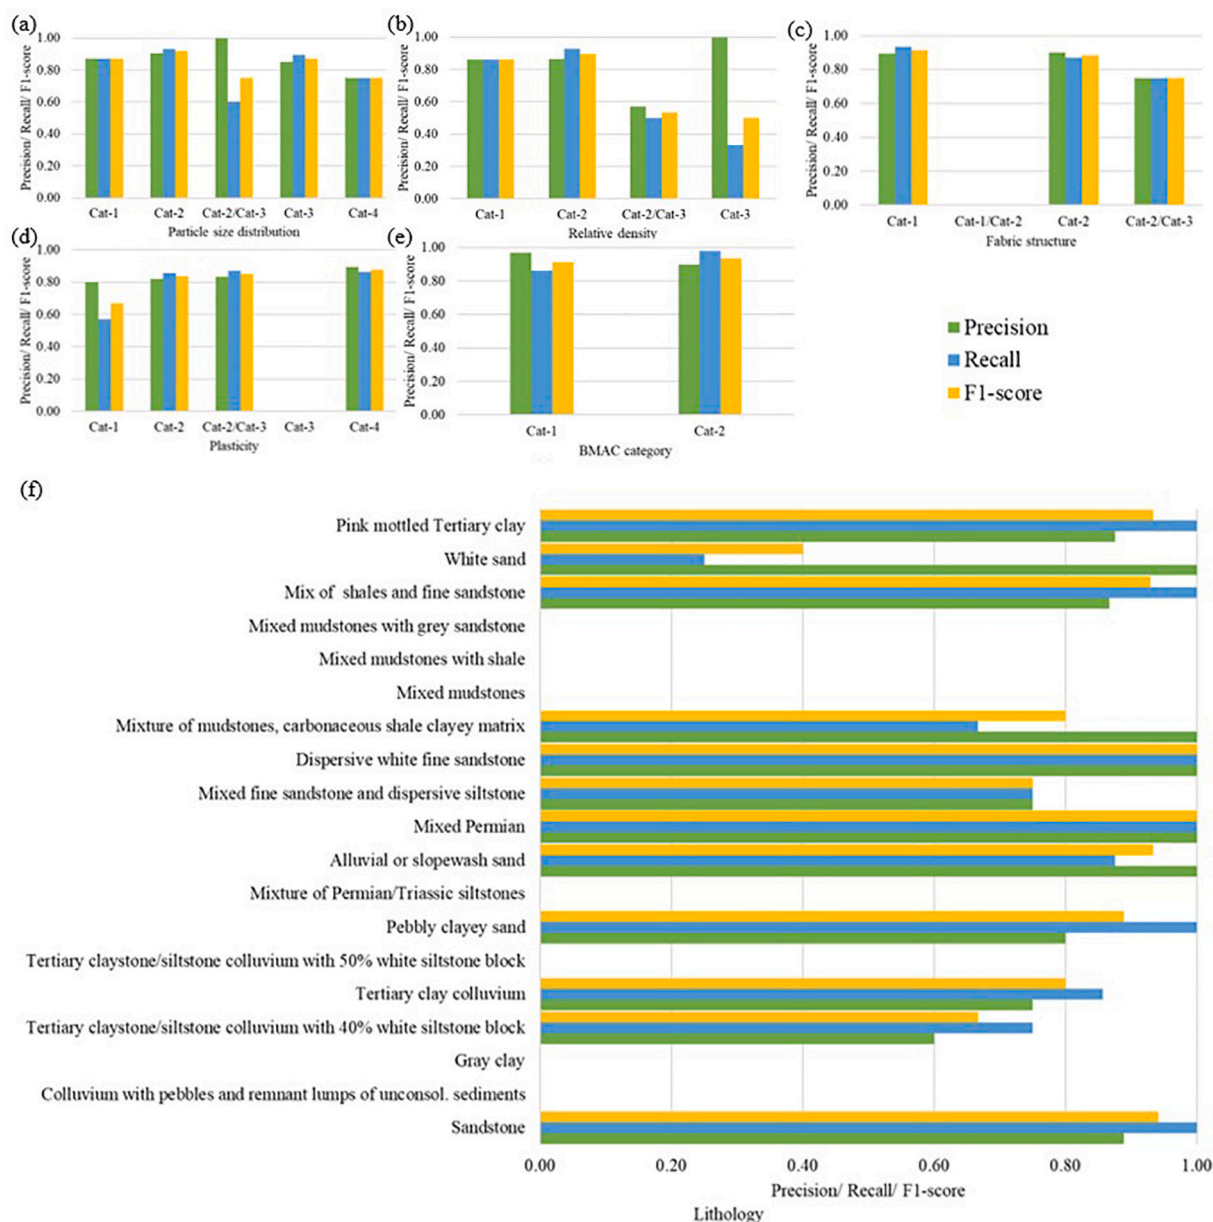 (a)
Precision/ Recall/ F1-score
1.00
0.80
0.60
0.40
0.20
0.00
Cat-1 Cat-2 Cat-2/Cat-3 Cat-3 Cat-4
Particle size distribution
(b)
Precision/ Recall/ F1-score
1.00
0.80
0.60
0.40
0.20
0.00
Cat-1 Cat-2 Cat-2/Cat-3 Cat-3
Relative density
(c)
Precision/ Recall/ F1-score
1.00
0.80
0.60
0.40
0.20
0.00
Cat-1 Cat-1/Cat-2 Cat-2 Cat-2/Cat-3
Fabric structure
(d)
Precision/ Recall/ F1-score
1.00
0.80
0.60
0.40
0.20
0.00
Cat-1 Cat-2 Cat-2/Cat-3 Cat-3 Cat-4
Plasticity
(e)
Precision/ Recall/ F1-score
1.00
0.80
0.60
0.40
0.20
0.00
Cat-1 Cat-2
BMAC category
Precision
Recall
F1-score
(f)
Pink mottled Tertiary clay
White sand
Mix of shales and fine sandstone
Mixed mudstones with grey sandstone
Mixed mudstones with shale
Mixed mudstones
Mixture of mudstones, carbonaceous shale clayey matrix
Dispersive white fine sandstone
Mixed fine sandstone and dispersive siltstone
Mixed Permian
Alluvial or slopewash sand
Mixture of Permian/Triassic siltstones
Pebbly clayey sand
Tertiary claystone/siltstone colluvium with 50% white siltstone block
Tertiary clay colluvium
Tertiary claystone/siltstone colluvium with 40% white siltstone block
Gray clay
Colluvium with pebbles and remnant lumps of unconsol. sediments
Sandstone
0.00 0.20 0.40 0.60 0.80 1.00
Precision/ Recall/ F1-score
Lithology